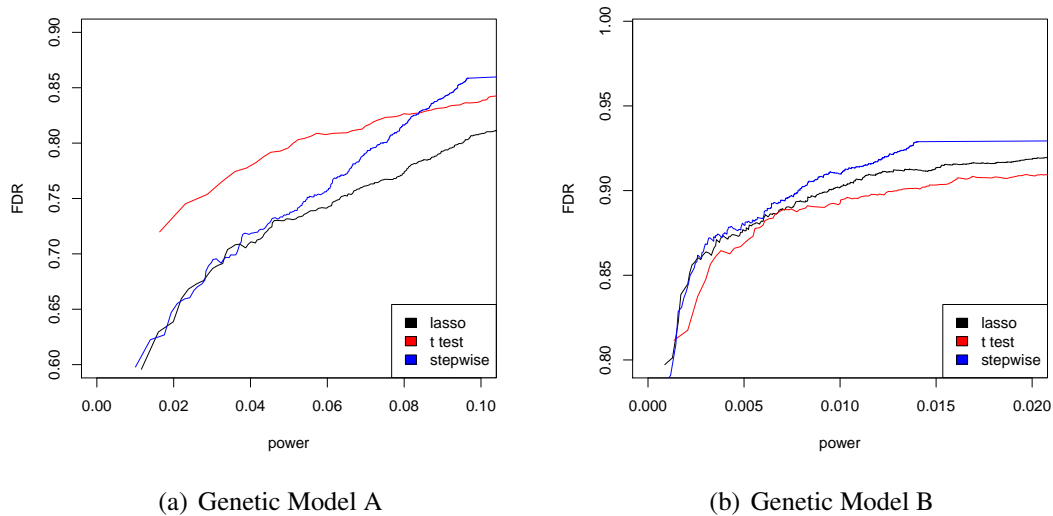 0.90
0.85
0.80
0.75
0.70
0.65
0.60
FDR
lasso
t test
stepwise
0.00 0.02 0.04 0.06 0.08 0.10
power
(a) Genetic Model A
1.00
0.95
0.90
0.85
0.80
FDR
lasso
t test
stepwise
0.000 0.005 0.010 0.015 0.020
power
(b) Genetic Model B